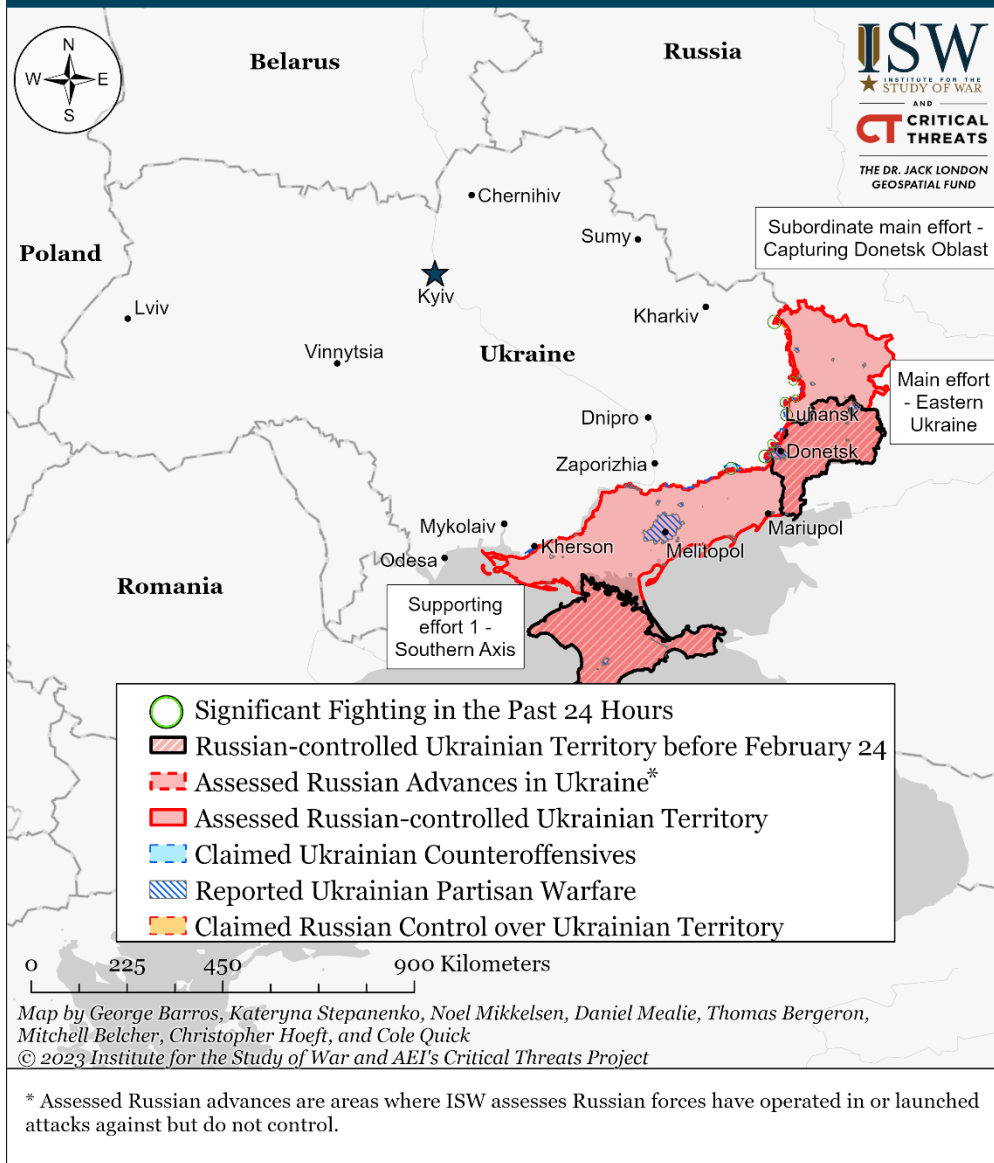 N
W E
S
Belarus
Russia
ISW
INSTITUTE FOR THE
STUDY OF WAR
AND
CT CRITICAL
THREATS
THE DR. JACK LONDON
GEOSPATIAL FUND
Chernihiv
Sumy
Subordinate main effort -
Capturing Donetsk Oblast
Poland
Kyiv
Lviv
Kharkiv
Vinnytsia
Ukraine
Main effort
- Eastern
Ukraine
Dnipro
Luhansk
Donetsk
Zaporizhia
Mykolaiv
Mariupol
Kherson
Melitopol
Odesa
Romania
Supporting
effort 1 -
Southern Axis
Significant Fighting in the Past 24 Hours
Russian-controlled Ukrainian Territory before February 24
Assessed Russian Advances in Ukraine*
Assessed Russian-controlled Ukrainian Territory
Claimed Ukrainian Counteroffensives
Reported Ukrainian Partisan Warfare
Claimed Russian Control over Ukrainian Territory
0 225 450 900 Kilometers
Map by George Barros, Kateryna Stepanenko, Noel Mikkelsen, Daniel Mealie, Thomas Bergeron,
Mitchell Belcher, Christopher Hoeft, and Cole Quick
© 2023 Institute for the Study of War and AEI's Critical Threats Project
* Assessed Russian advances are areas where ISW assesses Russian forces have operated in or launched
attacks against but do not control.